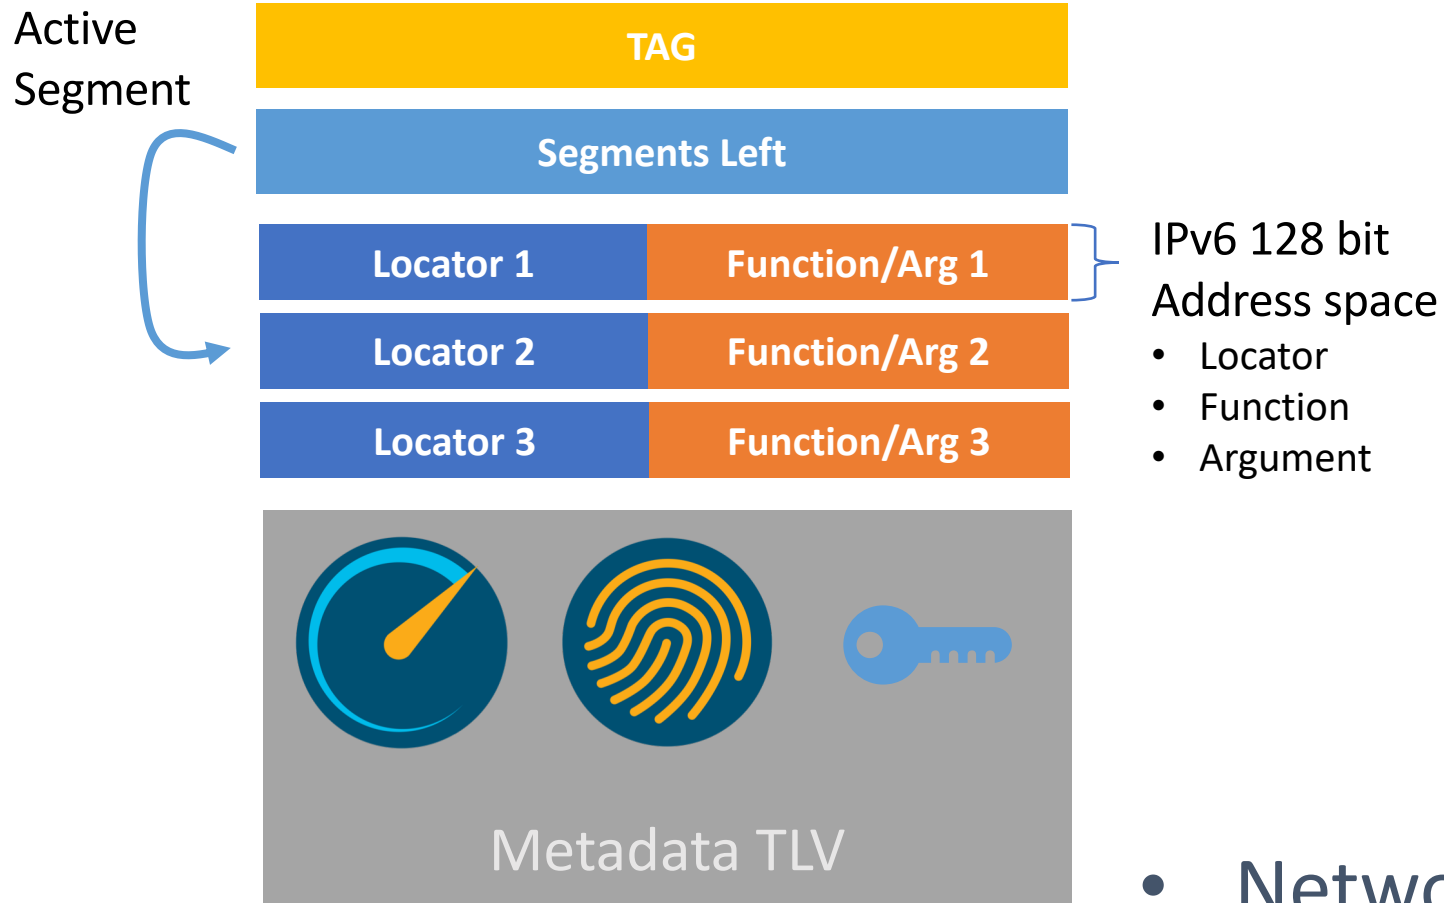 Active
Segment
TAG
Segments Left
Locator 1 Function/Arg 1
Locator 2 Function/Arg 2
Locator 3 Function/Arg 3
IPv6 128 bit
Address space
• Locator
• Function
• Argument
Metadata TLV